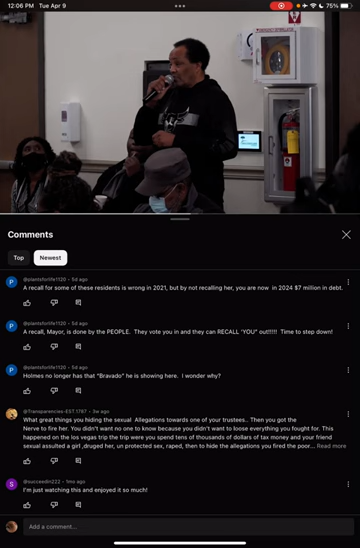 12:06 PM Tue Apr 9
75%
Comments
Top
Newest
@plantsforlife1120 • 5d ago
A recall for some of these residents is wrong in 2021, but by not recalling her, you are now in 2024 $7 million in debt.
@plantsforlife1120 • 5d ago
A recall, Mayor, is done by the PEOPLE. They vote you in and they can RECALL "YOU" out!!!!! Time to step down!
@plantsforlife1120 • 5d ago
Holmes no longer has that "Bravado" he is showing here. I wonder why?
@Transparencies-EST.1767 • 3w ago
What great things you hiding the sexual Allegations towards one of your trustees.. Then you got the
Nerve to fire her. You didn't want no one to know because you didn't want to loose everything you fought for. This
happened on the los vegas trip the trip were you spend tens of thousands of dollars of tax money and your friend
sexual assulted a girl ,druged her, un protected sex, raped, then to hide the allegations you fired the poor... Read more
@succeedin222 • 1mo ago
I'm just watching this and enjoyed it so much!
Add a comment...